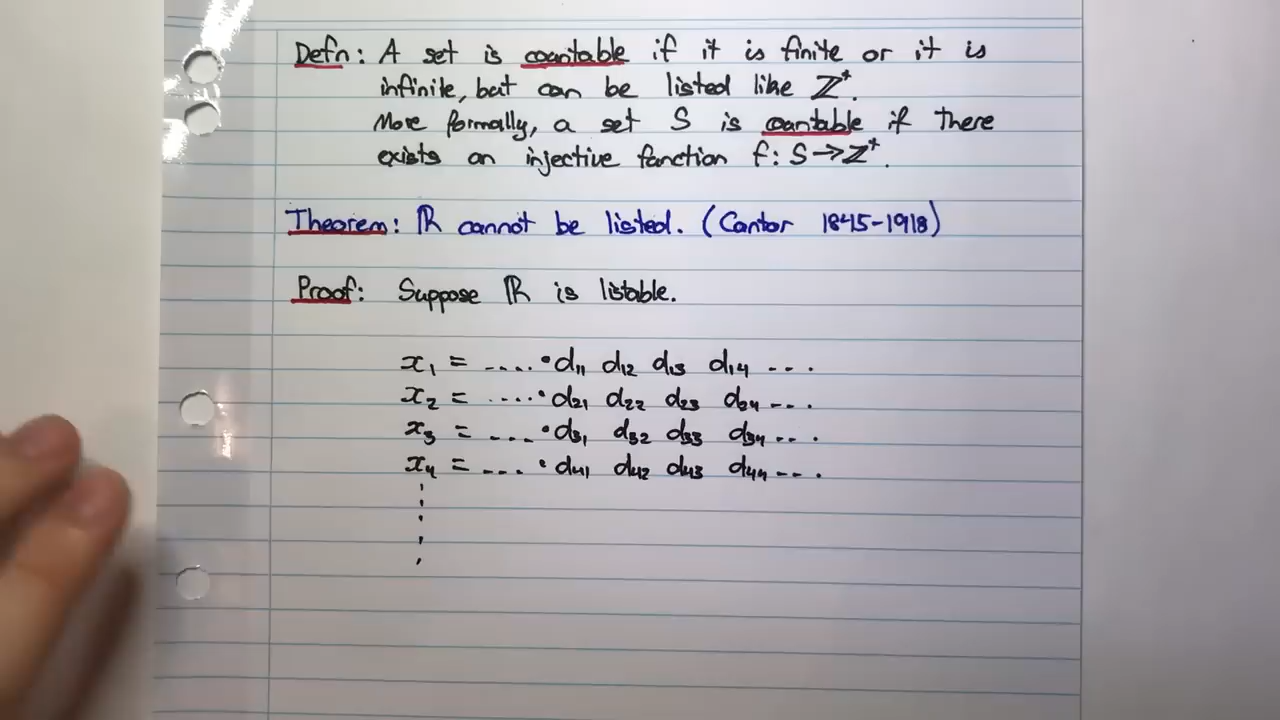 Defn: A set is countable if it is finite or it is
infinite, but can be listed like ℤ⁺.
More formally, a set S is countable if there
exists an injective function f: S→ℤ⁺.
Theorem: ℝ cannot be listed. (Cantor 1845-1918)
Proof: Suppose ℝ is listable.
x₁ = ....•d₁₁ d₁₂ d₁₃ d₁₄ ---.
x₂ = ....•d₂₁ d₂₂ d₂₃ d₂₄ ---.
x₃ = ....•d₃₁ d₃₂ d₃₃ d₃₄ ---.
x₄ = ....•d₄₁ d₄₂ d₄₃ d₄₄ ---.